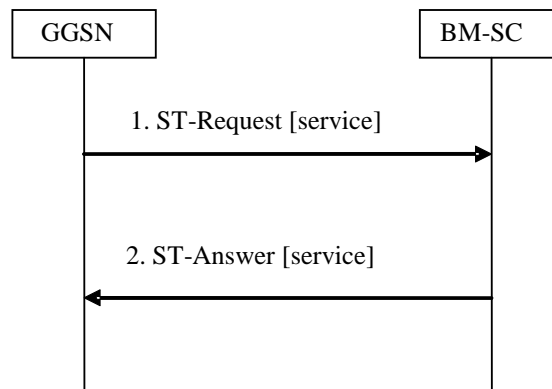 GGSN
BM-SC
1. ST-Request [service]
2. ST-Answer [service]